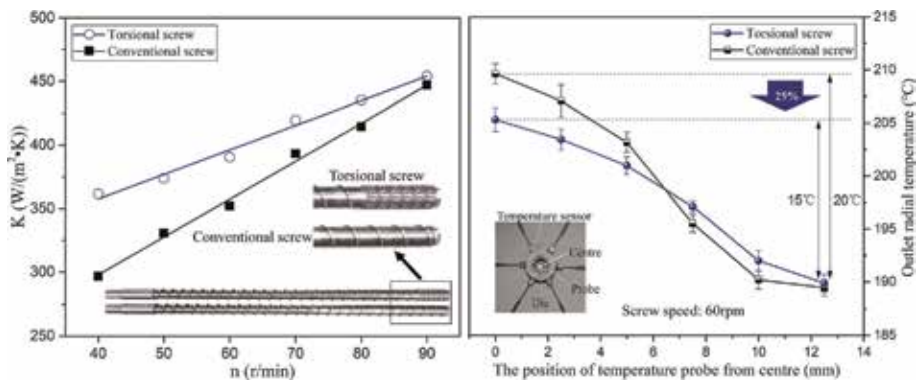 500
450
400
350
300
250
K (W/(m²•K))
Torsional screw
Conventional screw
Torsional screw
Conventional screw
40 50 60 70 80 90
n (r/min)
Torsional screw
Conventional screw
25%
15℃
20℃
Temperature sensor
Centre
Probe
Die
Screw speed: 60rpm
0 2 4 6 8 10 12 14
The position of temperature probe from centre (mm)
215
210
205
200
195
190
185
Outlet radial temperature (℃)